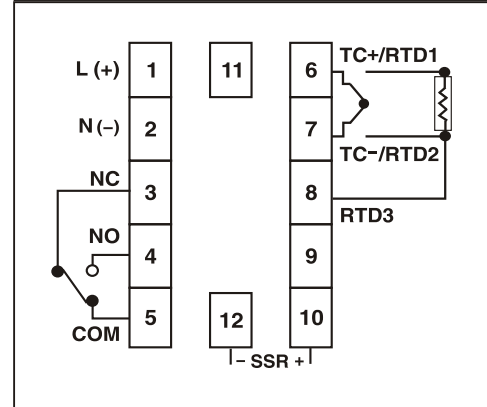 L (+) 1 11 6 TC+/RTD1
N (−) 2 7 TC−/RTD2
NC 3 8 RTD3
NO 4 9
COM 5 12 10
− SSR +